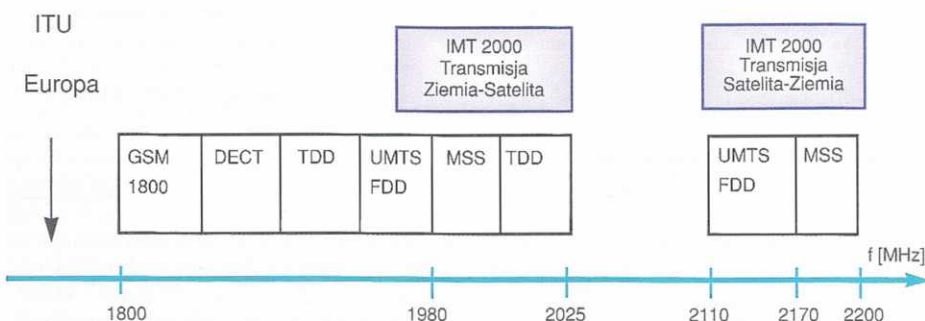 ITU
Europa
IMT 2000
Transmisja
Ziemia-Satelita
IMT 2000
Transmisja
Satelita-Ziemia
GSM
1800
DECT
TDD
UMTS
FDD
MSS
TDD
UMTS
FDD
MSS
f [MHz]
1800
1980
2025
2110
2170
2200